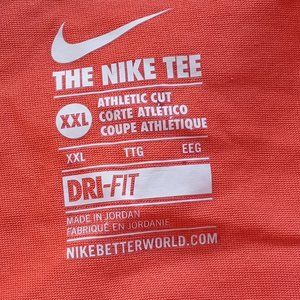 THE NIKE TEE
XXL
ATHLETIC CUT
CORTE ATLÉTICO
COUPE ATHLÉTIQUE
XXL TTG EEG
DRI-FIT
MADE IN JORDAN
FABRIQUÉ EN JORDANIE
NIKEBETTERWORLD.COM